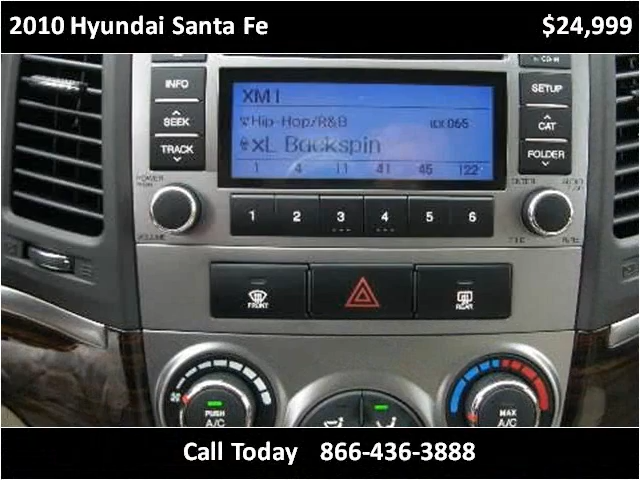 2010 Hyundai Santa Fe $24,999
INFO
SETUP
XM1
SEEK
Hip-Hop/R&B 065
CAT
TRACK
xL Backspin
FOLDER
1 4 11 41 45 122
POWER
VOLUME
1 2 3 4 5 6
FRONT
REAR
PUSH
A/C
MAX
A/C
Call Today 866-436-3888